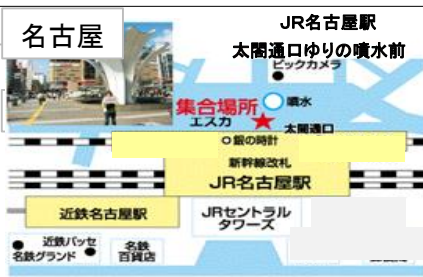 名古屋
JR名古屋駅
太閤通口ゆりの噴水前
ビックカメラ
噴水
集合場所
エスカ
太閤通口
銀の時計
新幹線改札
JR名古屋駅
近鉄名古屋駅
JRセントラル
タワーズ
近鉄パッセ
名鉄グランド
名鉄
百貨店